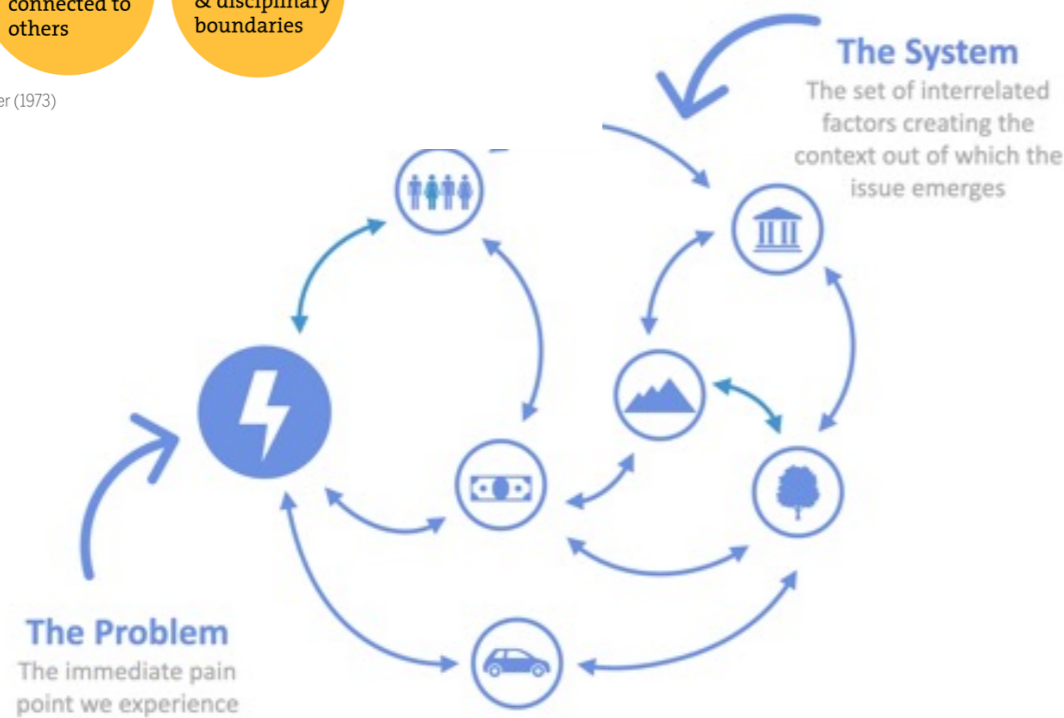 connected to
others
& disciplinary
boundaries
er (1973)
The System
The set of interrelated
factors creating the
context out of which the
issue emerges
The Problem
The immediate pain
point we experience